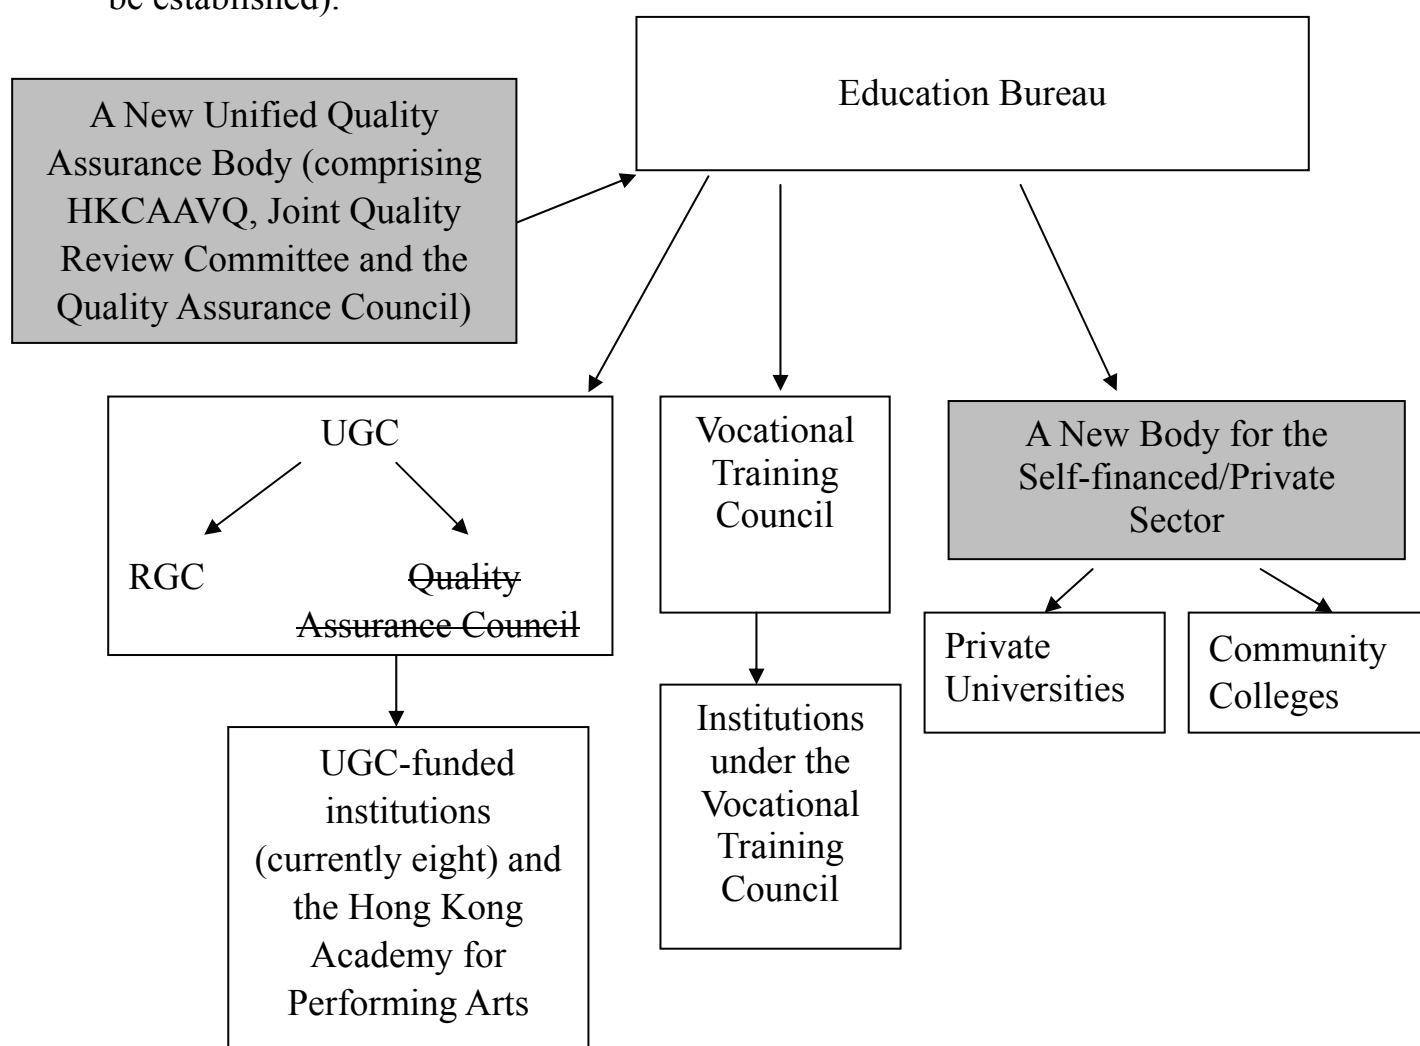 be established).
Education Bureau
A New Unified Quality
Assurance Body (comprising
HKCAAVQ, Joint Quality
Review Committee and the
Quality Assurance Council)
UGC
RGC
Quality
Assurance Council
Vocational
Training
Council
A New Body for the
Self-financed/Private
Sector
Private
Universities
Community
Colleges
Institutions
under the
Vocational
Training
Council
UGC-funded
institutions
(currently eight) and
the Hong Kong
Academy for
Performing Arts